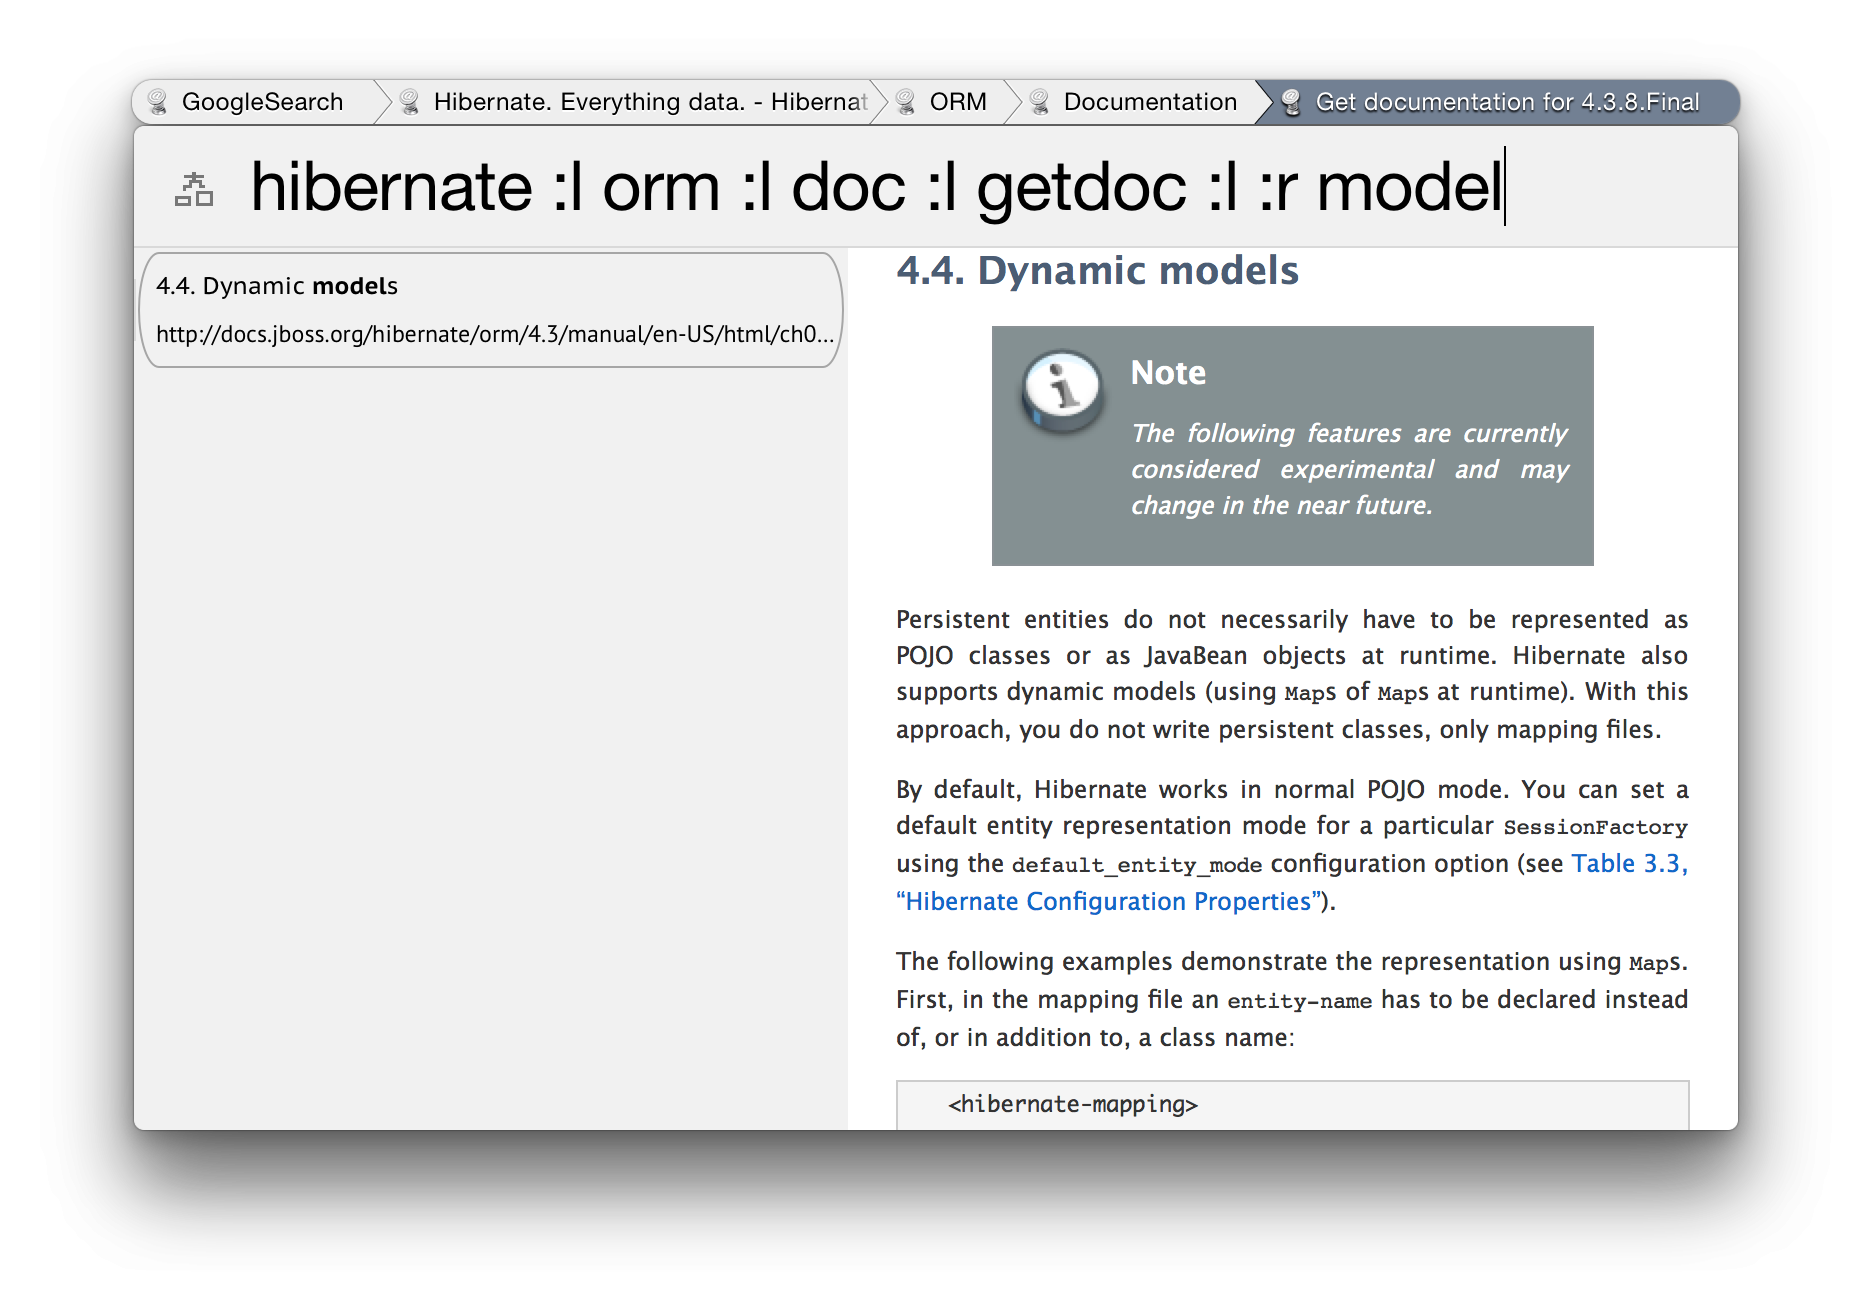 GoogleSearch
Hibernate. Everything data. - Hibernat
ORM
Documentation
Get documentation for 4.3.8.Final
hibernate :l orm :l doc :l getdoc :l :r model
4.4. Dynamic models
http://docs.jboss.org/hibernate/orm/4.3/manual/en-US/html/ch0...
4.4. Dynamic models
Note
The following features are currently
considered experimental and may
change in the near future.
Persistent entities do not necessarily have to be represented as
POJO classes or as JavaBean objects at runtime. Hibernate also
supports dynamic models (using Maps of Maps at runtime). With this
approach, you do not write persistent classes, only mapping files.
By default, Hibernate works in normal POJO mode. You can set a
default entity representation mode for a particular SessionFactory
using the default_entity_mode configuration option (see Table 3.3,
“Hibernate Configuration Properties”).
The following examples demonstrate the representation using Maps.
First, in the mapping file an entity-name has to be declared instead
of, or in addition to, a class name:
<hibernate-mapping>